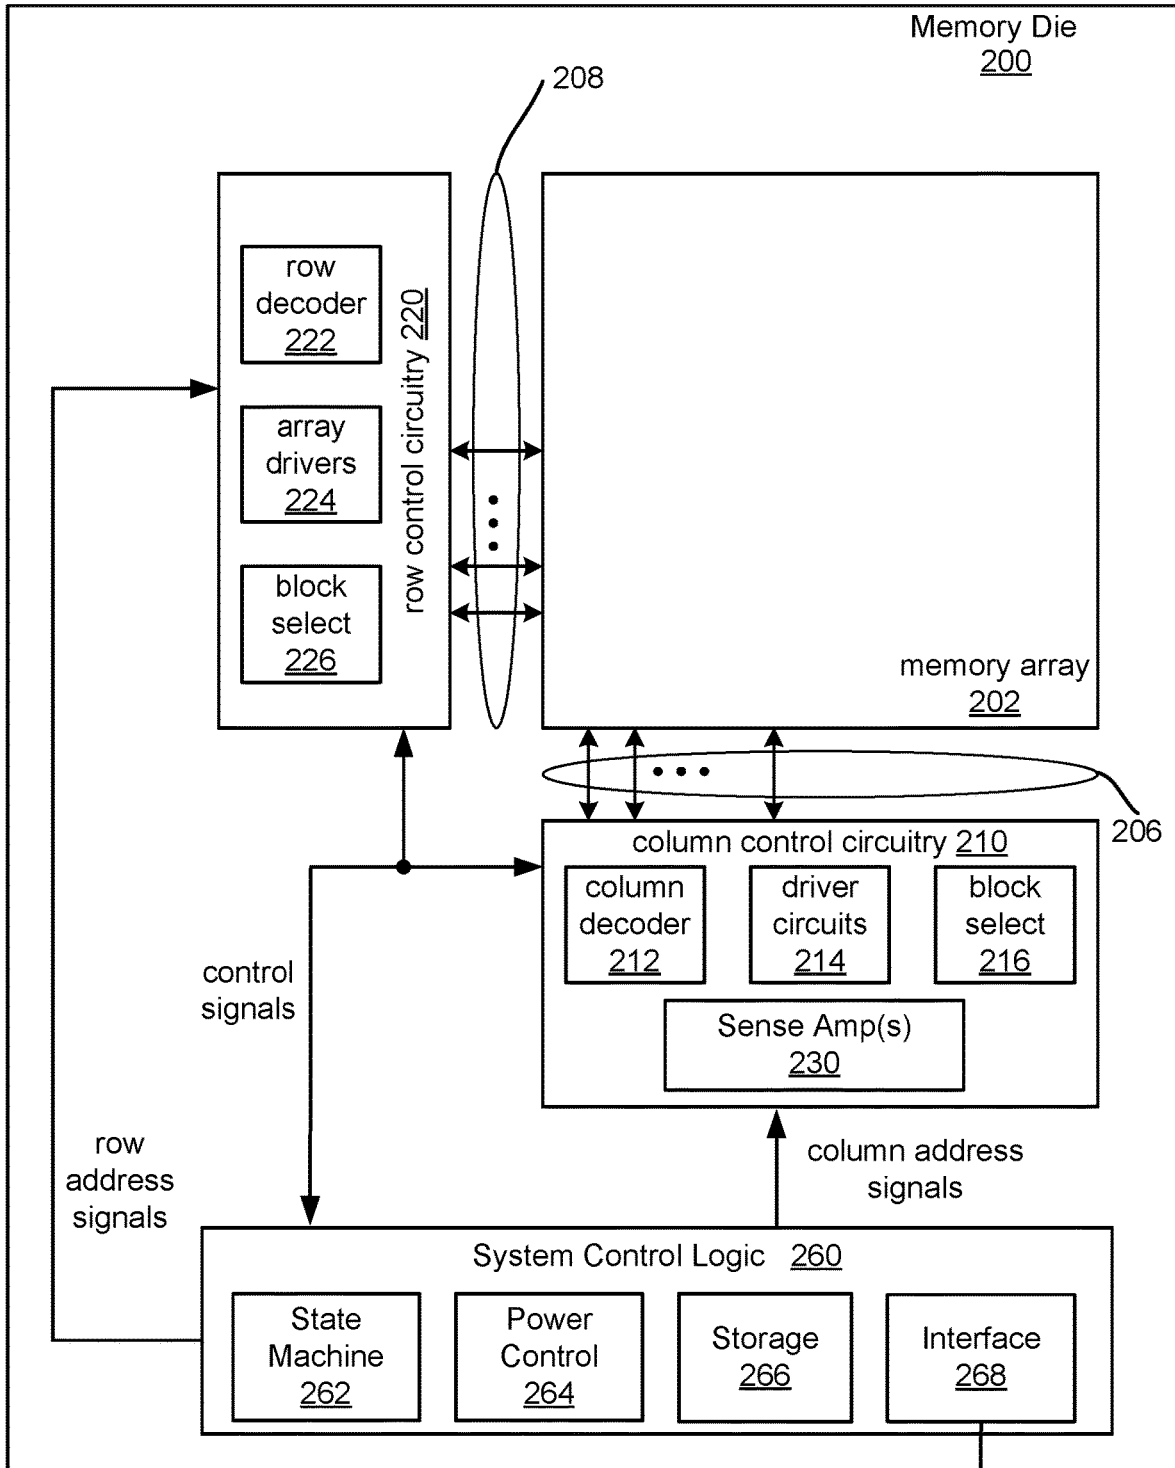 Memory Die
200
208
row
decoder
222
array
drivers
224
block
select
226
row control circuitry 220
memory array
202
206
column control circuitry 210
column
decoder
212
driver
circuits
214
block
select
216
Sense Amp(s)
230
control
signals
row
address
signals
column address
signals
System Control Logic 260
State
Machine
262
Power
Control
264
Storage
266
Interface
268